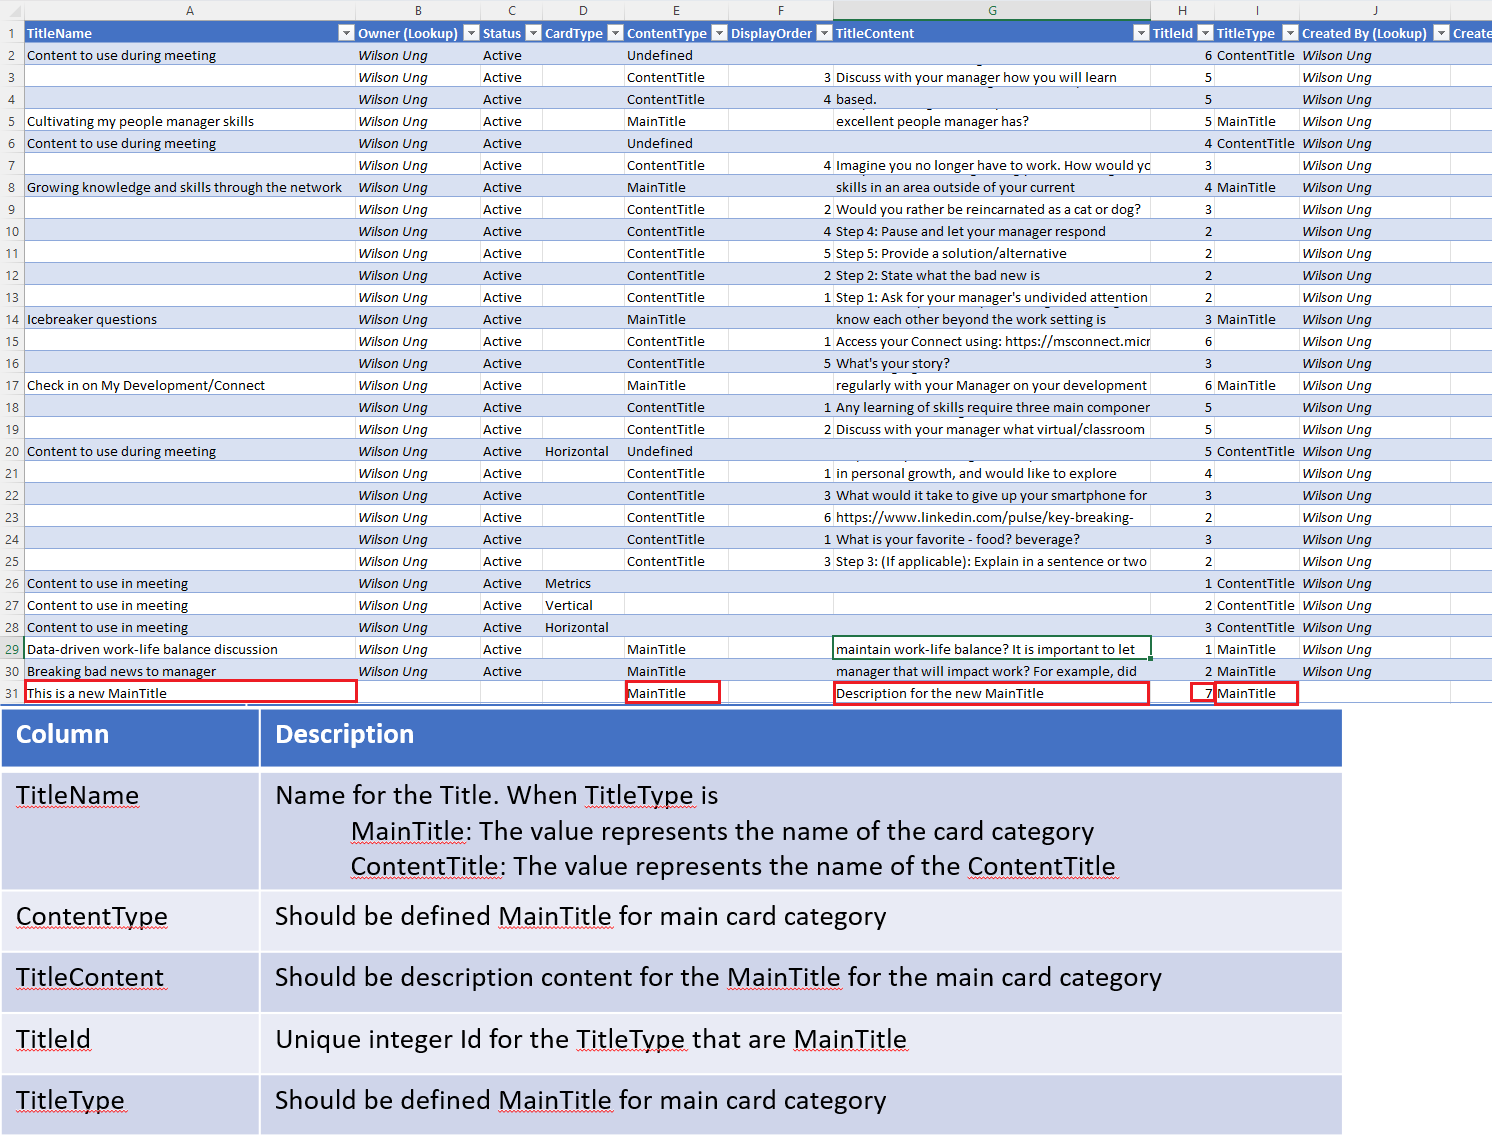 A B C D E F G H I J
1 TitleName Owner (Lookup) Status CardType ContentType DisplayOrder TitleContent TitleId TitleType Created By (Lookup) Create
2 Content to use during meeting Wilson Ung Active Undefined 6 ContentTitle Wilson Ung
3 Wilson Ung Active ContentTitle 3 Discuss with your manager how you will learn 5 Wilson Ung
4 Wilson Ung Active ContentTitle 4 based. 5 Wilson Ung
5 Cultivating my people manager skills Wilson Ung Active MainTitle excellent people manager has? 5 MainTitle Wilson Ung
6 Content to use during meeting Wilson Ung Active Undefined 4 ContentTitle Wilson Ung
7 Wilson Ung Active ContentTitle 4 Imagine you no longer have to work. How would yo 3 Wilson Ung
8 Growing knowledge and skills through the network Wilson Ung Active MainTitle skills in an area outside of your current 4 MainTitle Wilson Ung
9 Wilson Ung Active ContentTitle 2 Would you rather be reincarnated as a cat or dog? 3 Wilson Ung
10 Wilson Ung Active ContentTitle 4 Step 4: Pause and let your manager respond 2 Wilson Ung
11 Wilson Ung Active ContentTitle 5 Step 5: Provide a solution/alternative 2 Wilson Ung
12 Wilson Ung Active ContentTitle 2 Step 2: State what the bad new is 2 Wilson Ung
13 Wilson Ung Active ContentTitle 1 Step 1: Ask for your manager's undivided attention 2 Wilson Ung
14 Icebreaker questions Wilson Ung Active MainTitle know each other beyond the work setting is 3 MainTitle Wilson Ung
15 Wilson Ung Active ContentTitle 1 Access your Connect using: https://msconnect.micr 6 Wilson Ung
16 Wilson Ung Active ContentTitle 5 What's your story? 3 Wilson Ung
17 Check in on My Development/Connect Wilson Ung Active MainTitle regularly with your Manager on your development 6 MainTitle Wilson Ung
18 Wilson Ung Active ContentTitle 1 Any learning of skills require three main componer 5 Wilson Ung
19 Wilson Ung Active ContentTitle 2 Discuss with your manager what virtual/classroom 5 Wilson Ung
20 Content to use during meeting Wilson Ung Active Horizontal Undefined 5 ContentTitle Wilson Ung
21 Wilson Ung Active ContentTitle 1 in personal growth, and would like to explore 4 Wilson Ung
22 Wilson Ung Active ContentTitle 3 What would it take to give up your smartphone for 3 Wilson Ung
23 Wilson Ung Active ContentTitle 6 https://www.linkedin.com/pulse/key-breaking- 2 Wilson Ung
24 Wilson Ung Active ContentTitle 1 What is your favorite - food? beverage? 3 Wilson Ung
25 Wilson Ung Active ContentTitle 3 Step 3: (If applicable): Explain in a sentence or two 2 Wilson Ung
26 Content to use in meeting Wilson Ung Active Metrics 1 ContentTitle Wilson Ung
27 Content to use in meeting Wilson Ung Active Vertical 2 ContentTitle Wilson Ung
28 Content to use in meeting Wilson Ung Active Horizontal 3 ContentTitle Wilson Ung
29 Data-driven work-life balance discussion Wilson Ung Active MainTitle maintain work-life balance? It is important to let 1 MainTitle Wilson Ung
30 Breaking bad news to manager Wilson Ung Active MainTitle manager that will impact work? For example, did 2 MainTitle Wilson Ung
31 This is a new MainTitle MainTitle Description for the new MainTitle 7 MainTitle
Column Description
TitleName Name for the Title. When TitleType is
MainTitle: The value represents the name of the card category
ContentTitle: The value represents the name of the ContentTitle
ContentType Should be defined MainTitle for main card category
TitleContent Should be description content for the MainTitle for the main card category
TitleId Unique integer Id for the TitleType that are MainTitle
TitleType Should be defined MainTitle for main card category